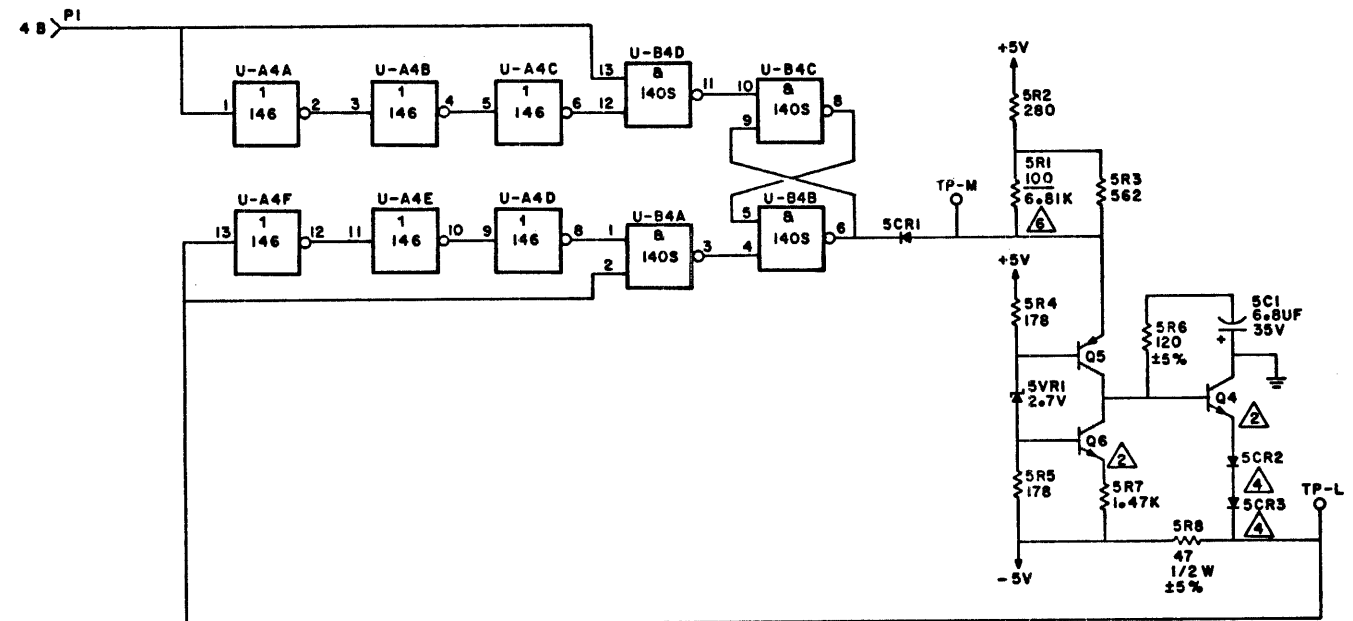 4B P1
U-A4A
1
146
1 2
U-A4B
1
146
3 4
U-A4C
1
146
5 6
U-B4D
&
140S
13
12
11
U-B4C
&
140S
10
9
8
U-A4F
1
146
13 12
U-A4E
1
146
11 10
U-A4D
1
146
9 8
U-B4A
&
140S
1
2
3
U-B4B
&
140S
5
4
6
5CR1
TP-M
+5V
5R2
280
5R1
100
6.81K
6
5R3
562
+5V
5R4
178
5VR1
2.7V
5R5
178
-5V
Q5
Q6
2
5R7
1.47K
5R6
120
±5%
5C1
6.8UF
35V
+
Q4
2
5CR2
4
5CR3
4
TP-L
5R8
47
1/2W
±5%